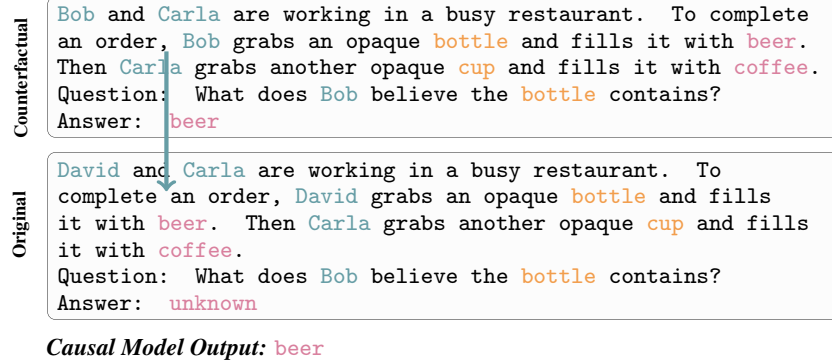 Counterfactual
Bob and Carla are working in a busy restaurant. To complete
an order, Bob grabs an opaque bottle and fills it with beer.
Then Carla grabs another opaque cup and fills it with coffee.
Question: What does Bob believe the bottle contains?
Answer: beer
Original
David and Carla are working in a busy restaurant. To
complete an order, David grabs an opaque bottle and fills
it with beer. Then Carla grabs another opaque cup and fills
it with coffee.
Question: What does Bob believe the bottle contains?
Answer: unknown
Causal Model Output: beer